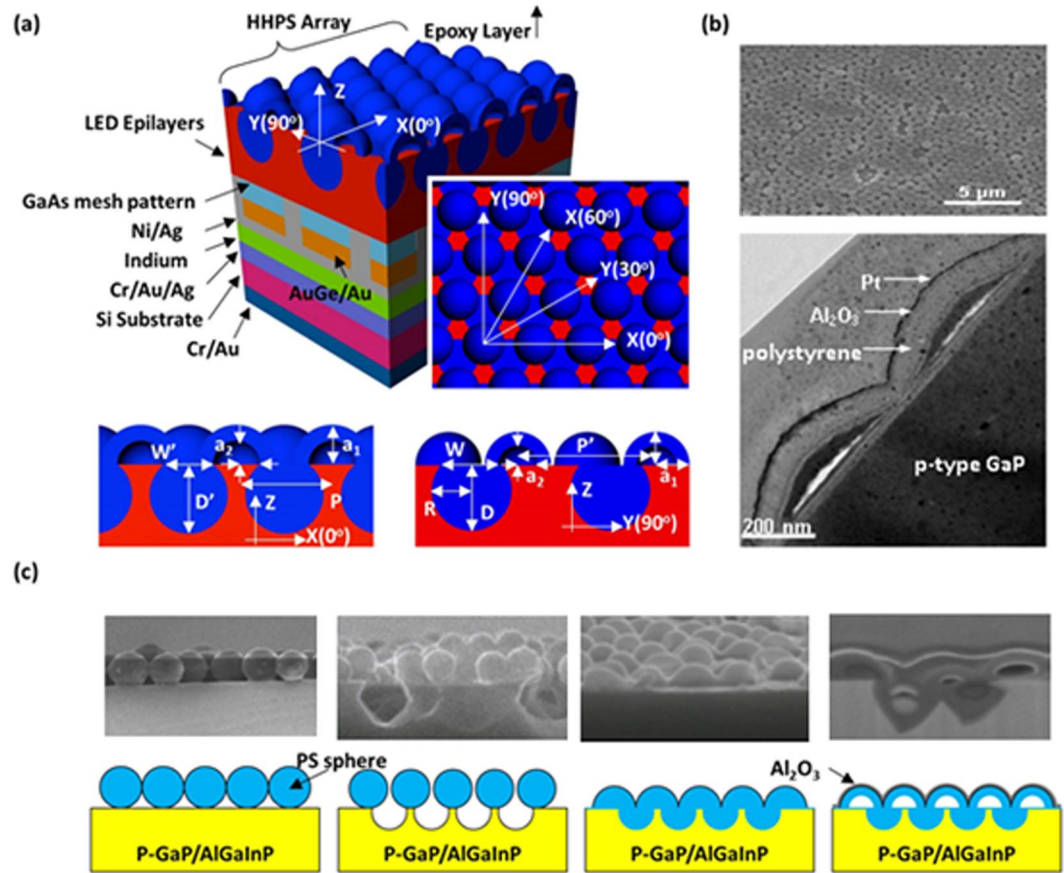 (a)
HHPS Array
Epoxy Layer
Z
Y(90°)
X(0°)
LED Epilayers
GaAs mesh pattern
Ni/Ag
Indium
Cr/Au/Ag
Si Substrate
Cr/Au
AuGe/Au
Y(90°)
X(60°)
Y(30°)
X(0°)
W'
a₂
a₁
D'
P
Z
X(0°)
W
P'
a₂
a₁
R
D
Z
Y(90°)
(b)
5 µm
Pt
Al₂O₃
polystyrene
p-type GaP
200 nm
(c)
PS sphere
Al₂O₃
P-GaP/AlGaInP
P-GaP/AlGaInP
P-GaP/AlGaInP
P-GaP/AlGaInP